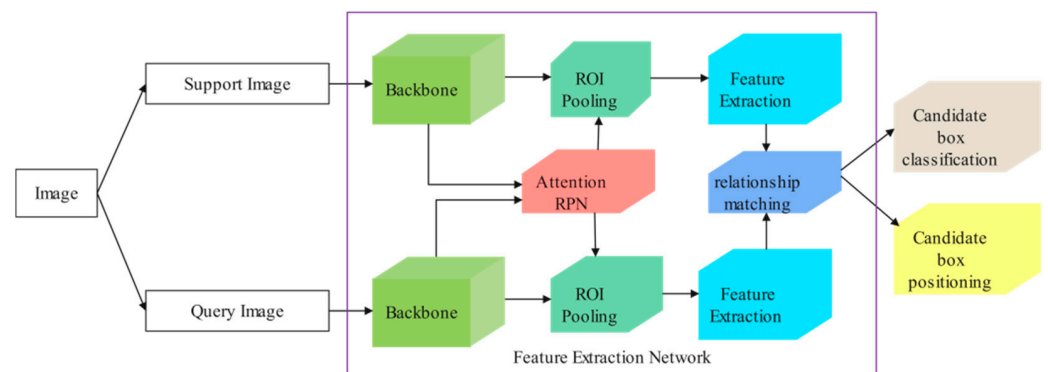 Image
Support Image
Query Image
Backbone
ROI
Pooling
Feature
Extraction
Attention
RPN
relationship
matching
Backbone
ROI
Pooling
Feature
Extraction
Feature Extraction Network
Candidate
box
classification
Candidate
box
positioning